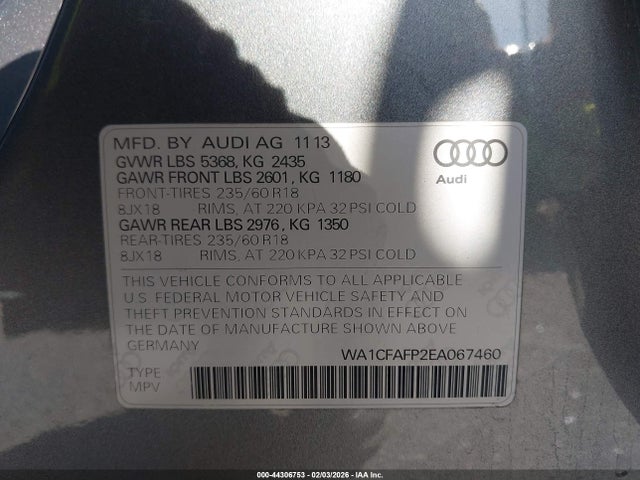 MFD. BY AUDI AG 11 13
GVWR LBS 5368, KG 2435
GAWR FRONT LBS 2601, KG 1180
FRONT-TIRES 235/60 R18
8JX18 RIMS, AT 220 KPA 32 PSI COLD
GAWR REAR LBS 2976, KG 1350
REAR-TIRES 235/60 R18
8JX18 RIMS, AT 220 KPA 32 PSI COLD
Audi
THIS VEHICLE CONFORMS TO ALL APPLICABLE
U.S. FEDERAL MOTOR VEHICLE SAFETY AND
THEFT PREVENTION STANDARDS IN EFFECT ON
THE DATE OF MANUFACTURE SHOWN ABOVE.
GERMANY
WA1CFAFP2EA067460
TYPE
MPV
000-44306753 - 02/03/2026 - IAA Inc.